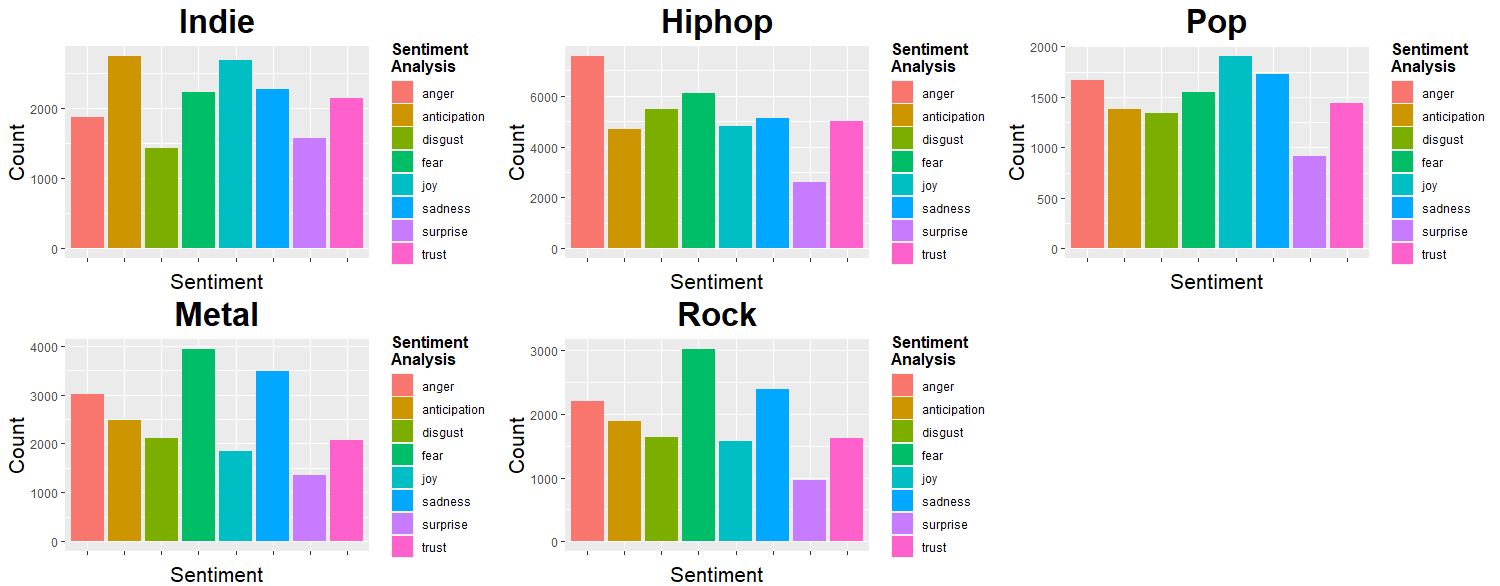 Indie
Sentiment
Analysis
anger
anticipation
disgust
fear
joy
sadness
surprise
trust
2000
1000
0
Count
Sentiment
Hiphop
Sentiment
Analysis
anger
anticipation
disgust
fear
joy
sadness
surprise
trust
6000
4000
2000
0
Count
Sentiment
Pop
Sentiment
Analysis
anger
anticipation
disgust
fear
joy
sadness
surprise
trust
2000
1500
1000
500
0
Count
Sentiment
Metal
Sentiment
Analysis
anger
anticipation
disgust
fear
joy
sadness
surprise
trust
4000
3000
2000
1000
0
Count
Sentiment
Rock
Sentiment
Analysis
anger
anticipation
disgust
fear
joy
sadness
surprise
trust
3000
2000
1000
0
Count
Sentiment